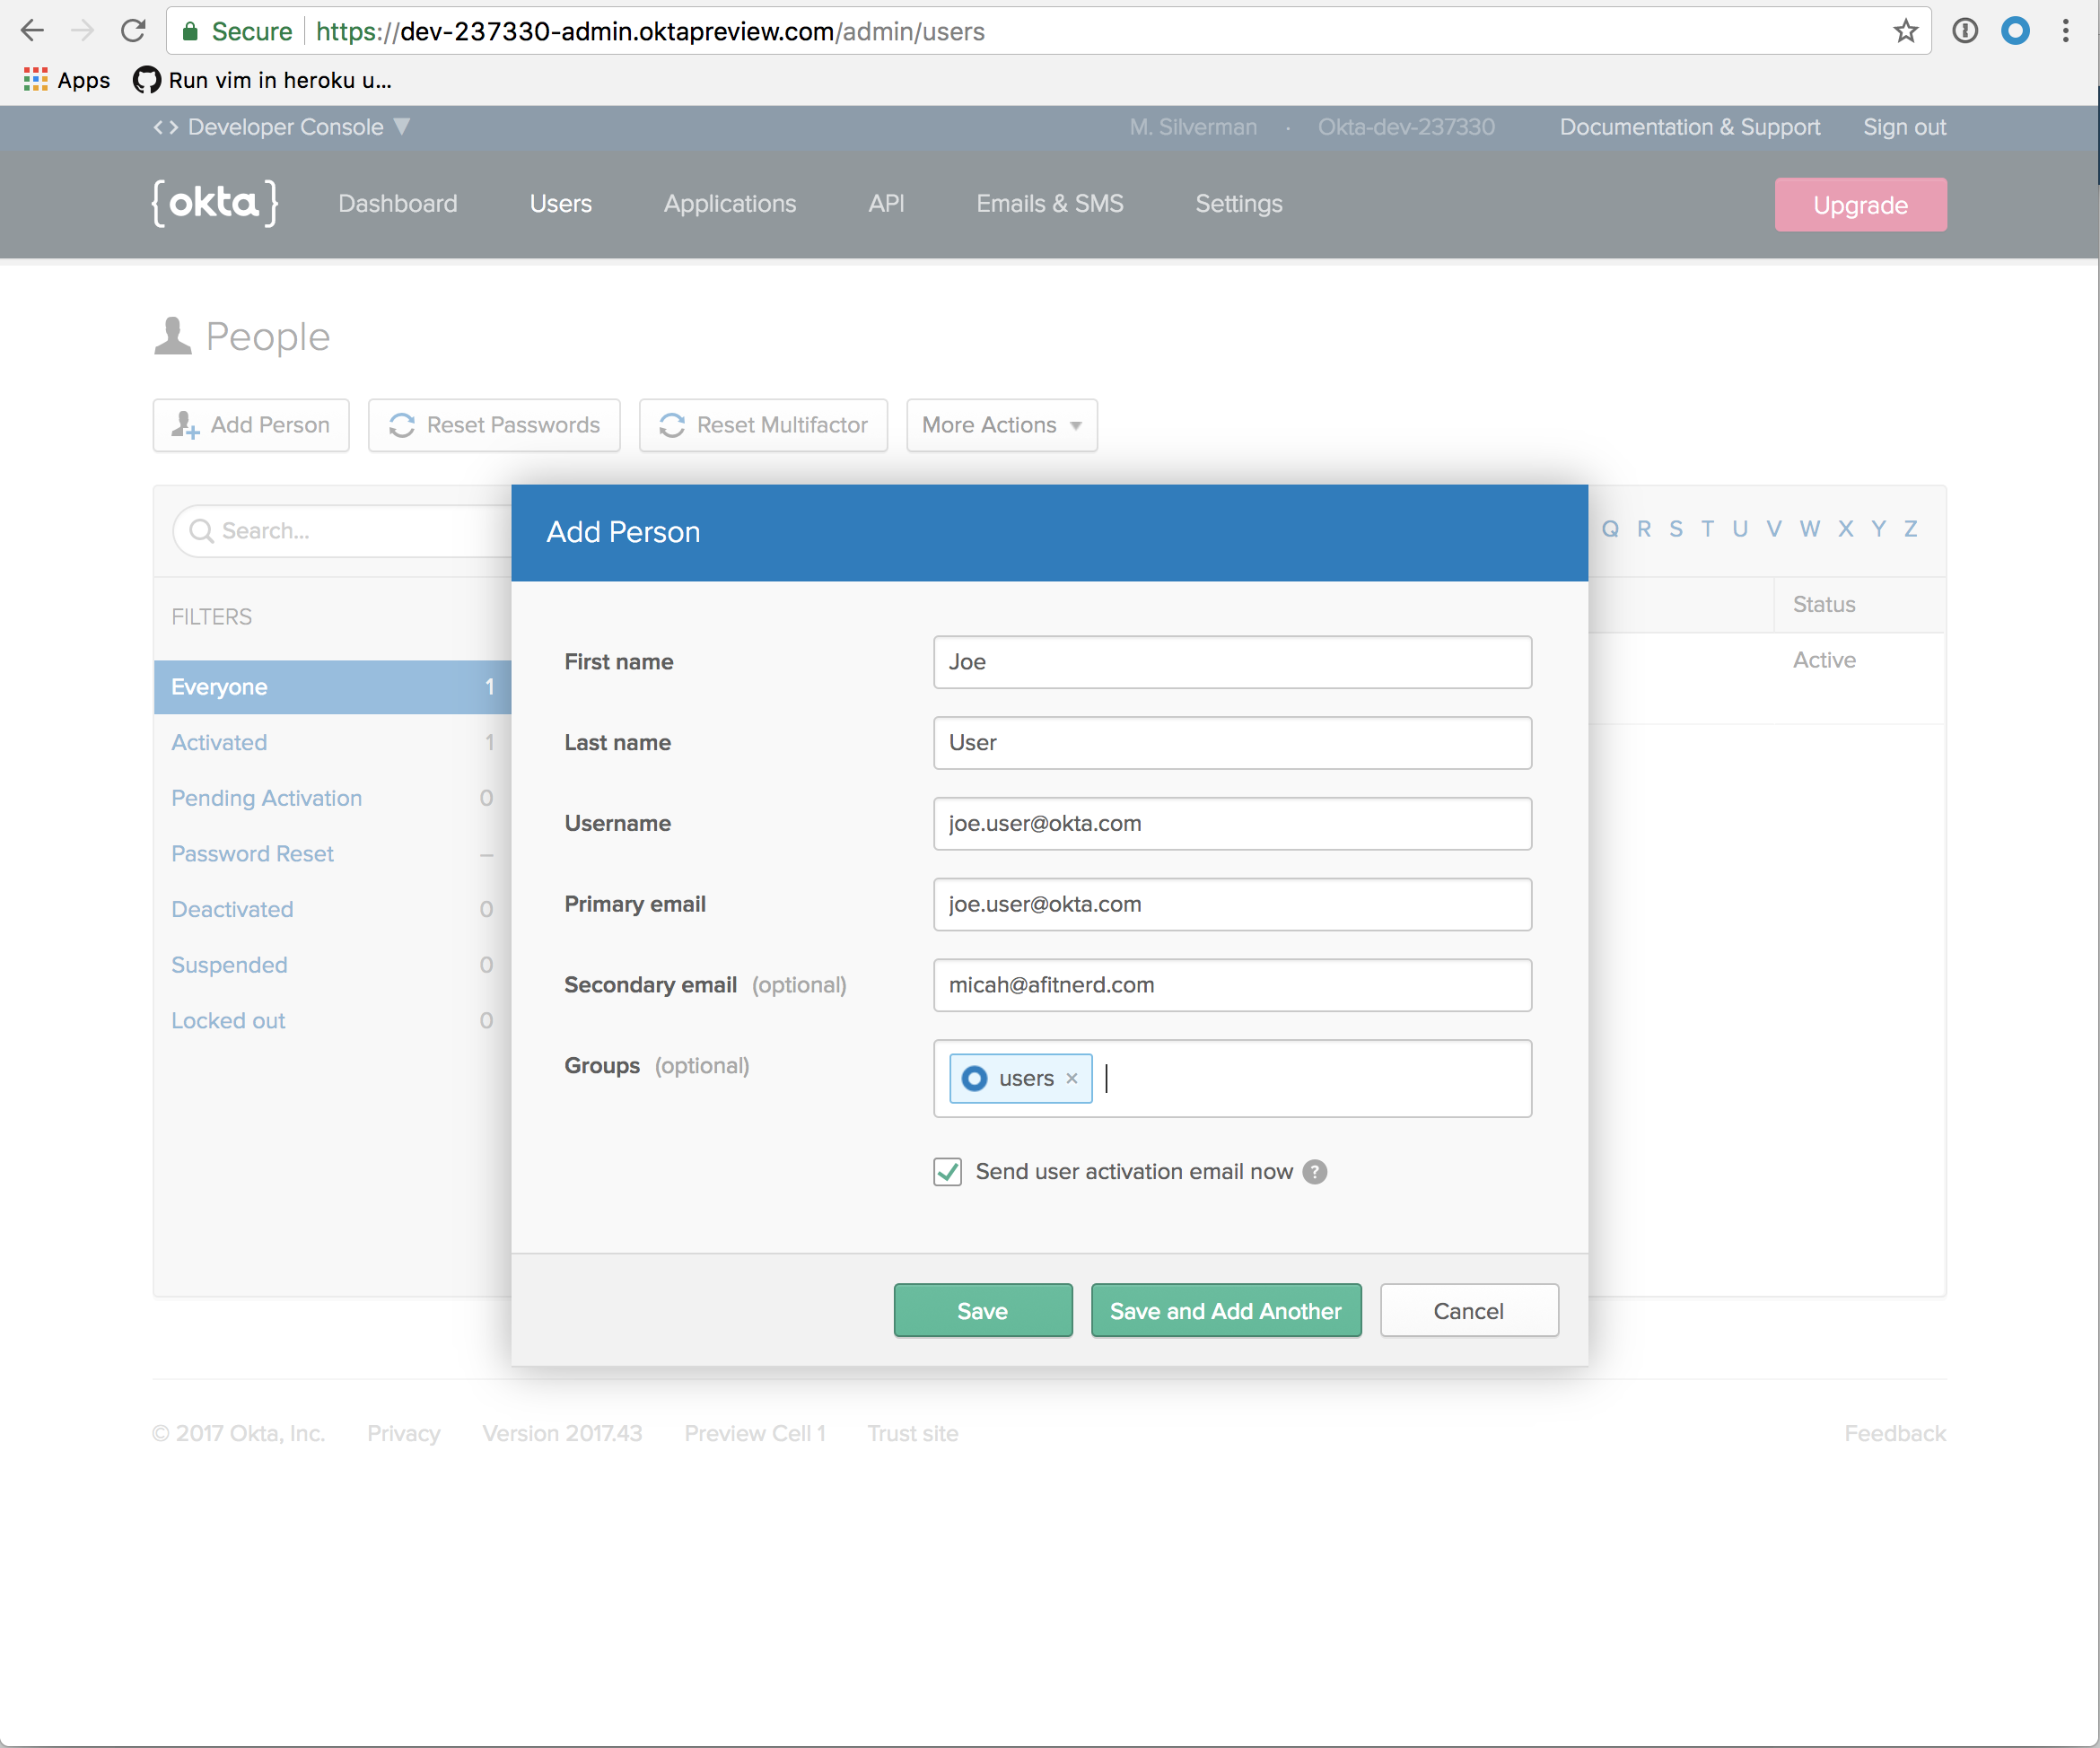 Secure https://dev-237330-admin.oktapreview.com/admin/users
Apps Run vim in heroku u...
<> Developer Console ▼ M. Silverman · Okta-dev-237330 Documentation & Support Sign out
{okta} Dashboard Users Applications API Emails & SMS Settings Upgrade
People
Add Person Reset Passwords Reset Multifactor More Actions
Search... Q R S T U V W X Y Z
Add Person
FILTERS
Status
Everyone 1
Active
Activated 1
Pending Activation 0
Password Reset –
Deactivated 0
Suspended 0
Locked out 0
First name Joe
Last name User
Username joe.user@okta.com
Primary email joe.user@okta.com
Secondary email (optional) micah@afitnerd.com
Groups (optional) users ×
Send user activation email now ?
Save Save and Add Another Cancel
© 2017 Okta, Inc. Privacy Version 2017.43 Preview Cell 1 Trust site Feedback